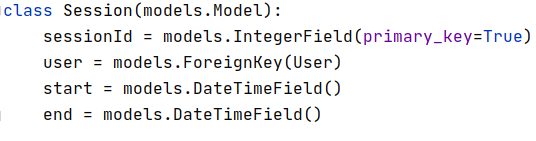 class Session(models.Model):
    sessionId = models.IntegerField(primary_key=True)
    user = models.ForeignKey(User)
    start = models.DateTimeField()
    end = models.DateTimeField()